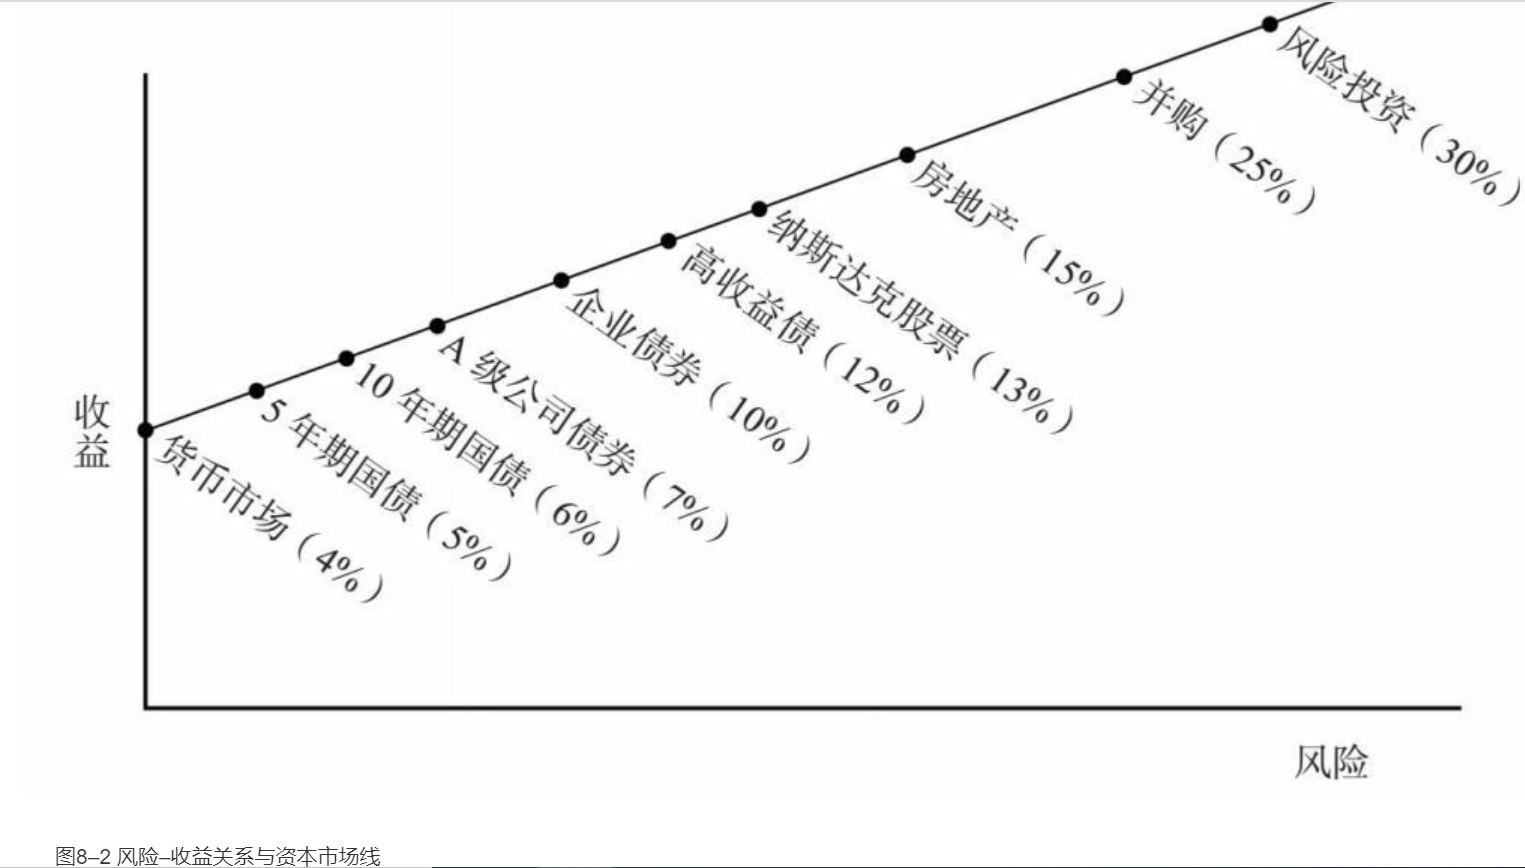 风险投资（30%）
并购（25%）
房地产（15%）
纳斯达克股票（13%）
高收益债（12%）
企业债券（10%）
A 级公司债券（7%）
10 年期国债（6%）
5 年期国债（5%）
货币市场（4%）
收益
风险
图8–2 风险–收益关系与资本市场线